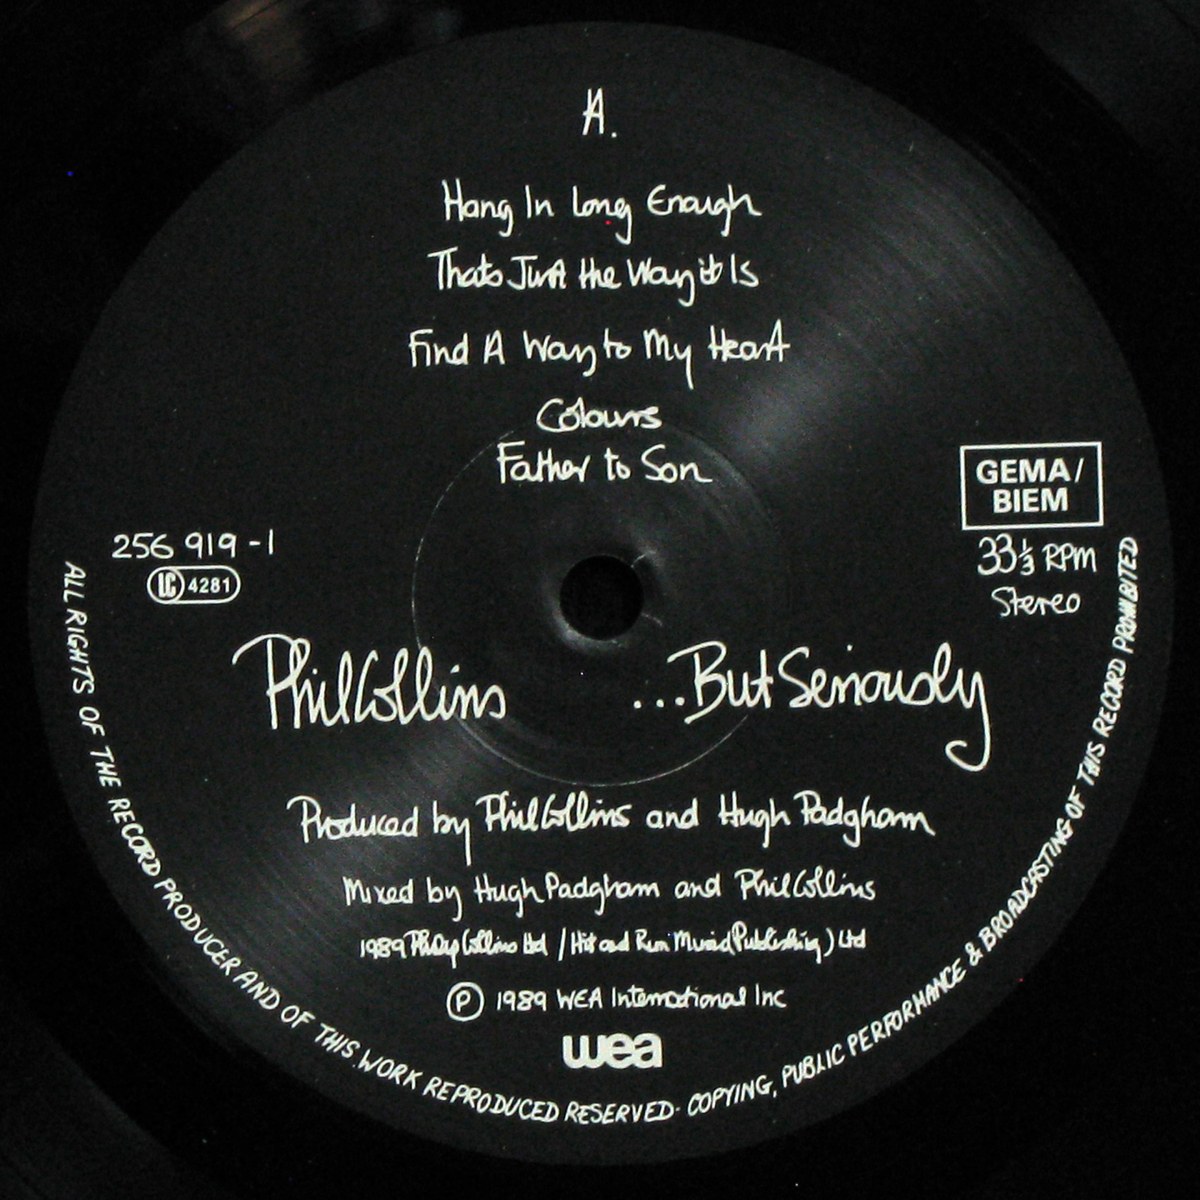 A.
Hang In Long Enough
Thats Just the Way it Is
Find A Way to My Heart
Colours
Father to Son
GEMA/
BIEM
256 919-1
LC 4281
33 1/3 RPM
Stereo
Phil Collins
...But Seriously
Produced by Phil Collins and Hugh Padgham
Mixed by Hugh Padgham and Phil Collins
1989 Philip Collins Ltd / Hit and Run Music (Publishing) Ltd
Ⓟ 1989 WEA International Inc
wea
ALL RIGHTS OF THE RECORD PRODUCER AND OF THIS WORK REPRODUCED RESERVED- COPYING, PUBLIC PERFORMANCE & BROADCASTING OF THIS RECORD PROHIBITED